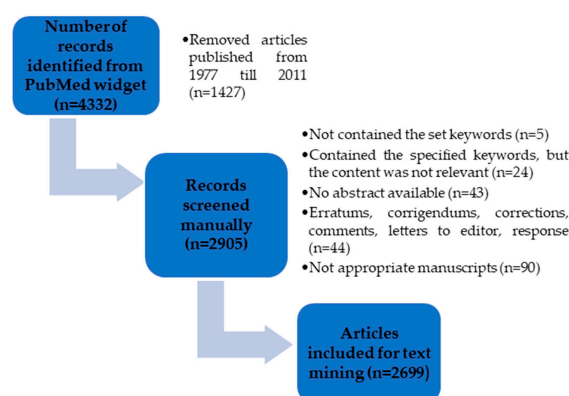 Number of
records
identified from
PubMed widget
(n=4332)
•Removed articles
published from
1977 till 2011
(n=1427)
Records
screened
manually
(n=2905)
•Not contained the set keywords (n=5)
•Contained the specified keywords, but
the content was not relevant (n=24)
•No abstract available (n=43)
•Erratums, corrigendums, corrections,
comments, letters to editor, response
(n=44)
•Not appropriate manuscripts (n=90)
Articles
included for text
mining (n=2699)